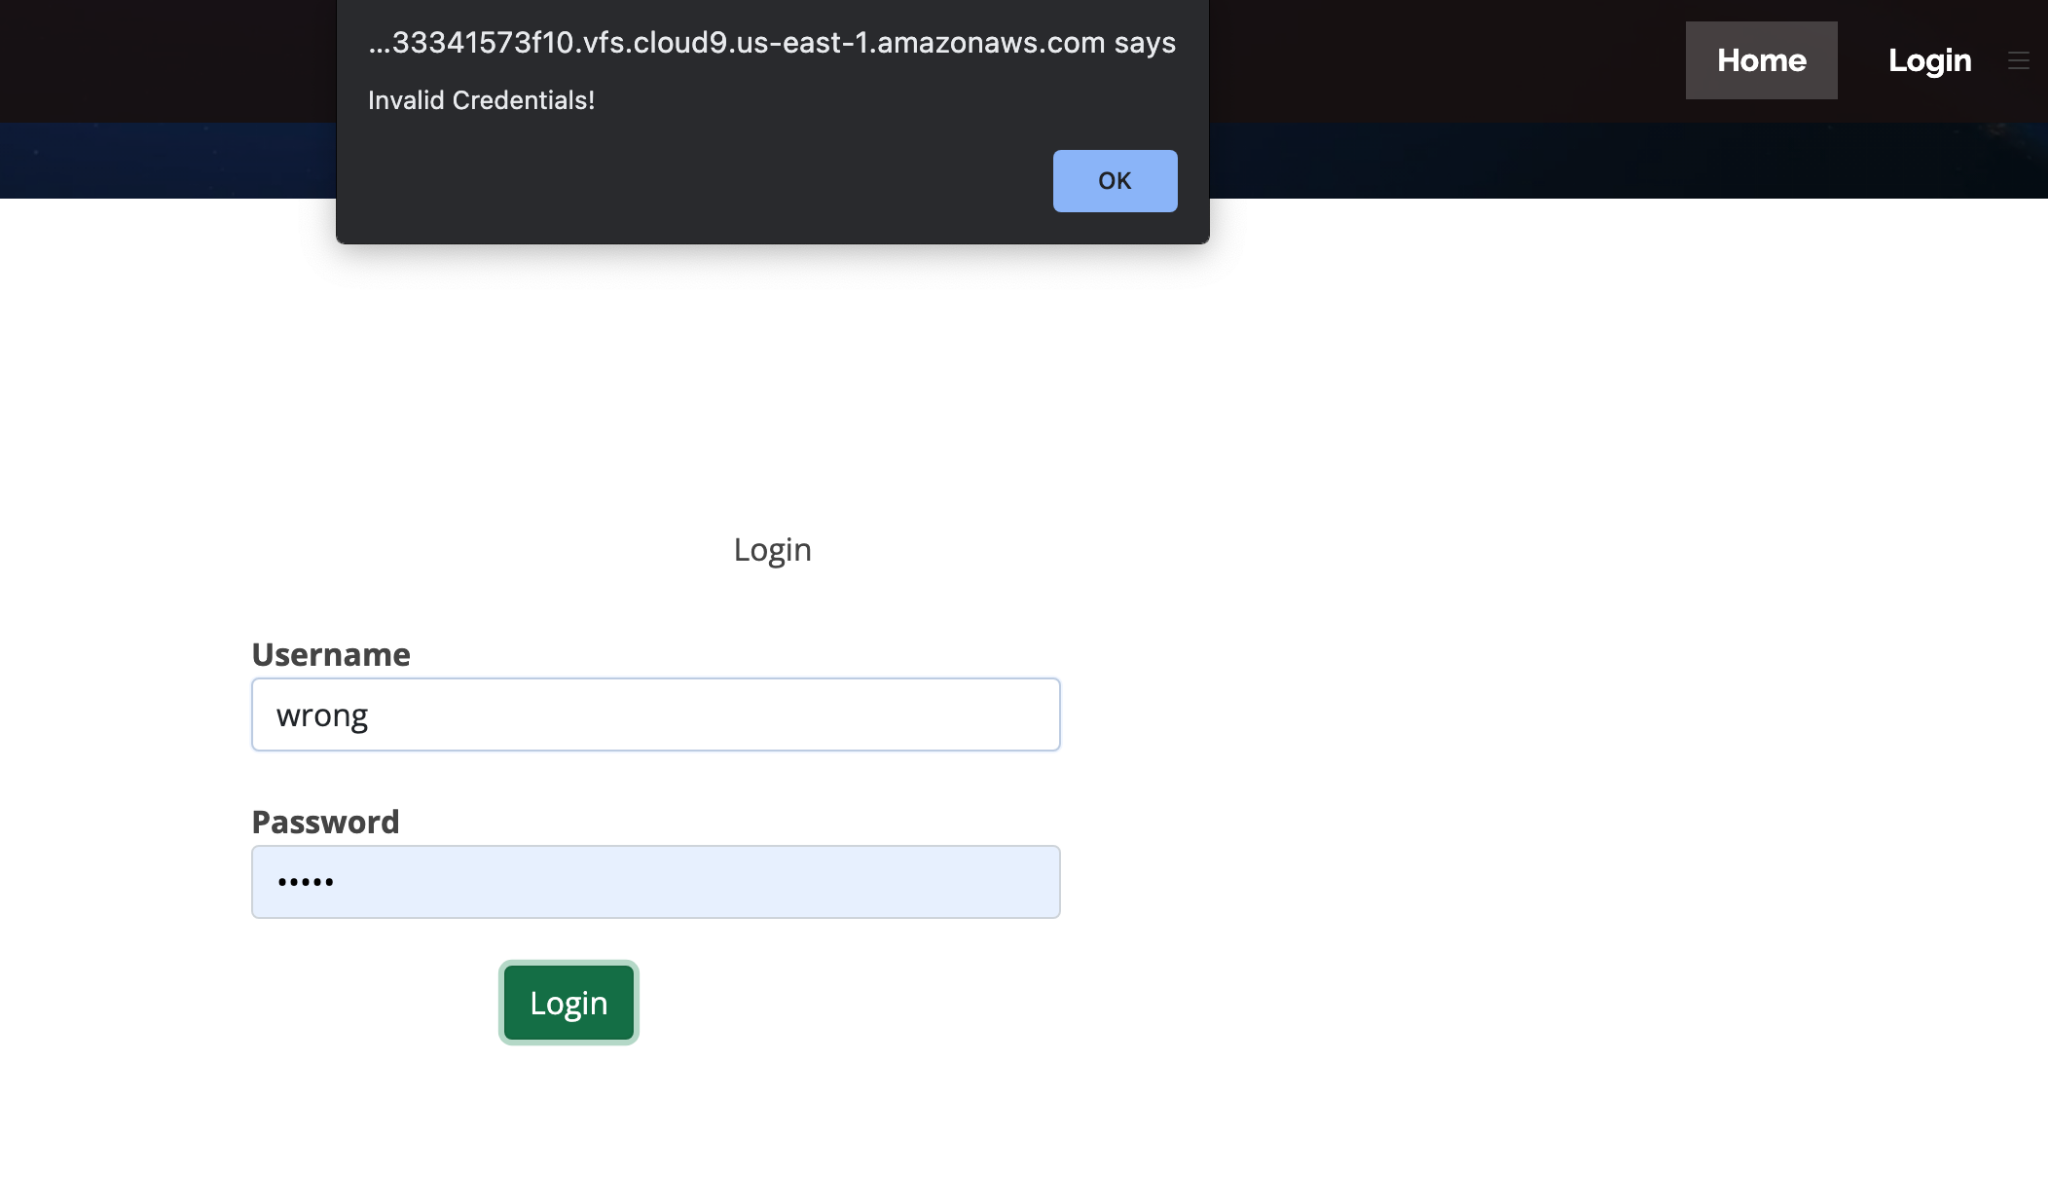 ...33341573f10.vfs.cloud9.us-east-1.amazonaws.com says
Invalid Credentials!
OK
Home
Login
Login
Username
wrong
Password
•••••
Login